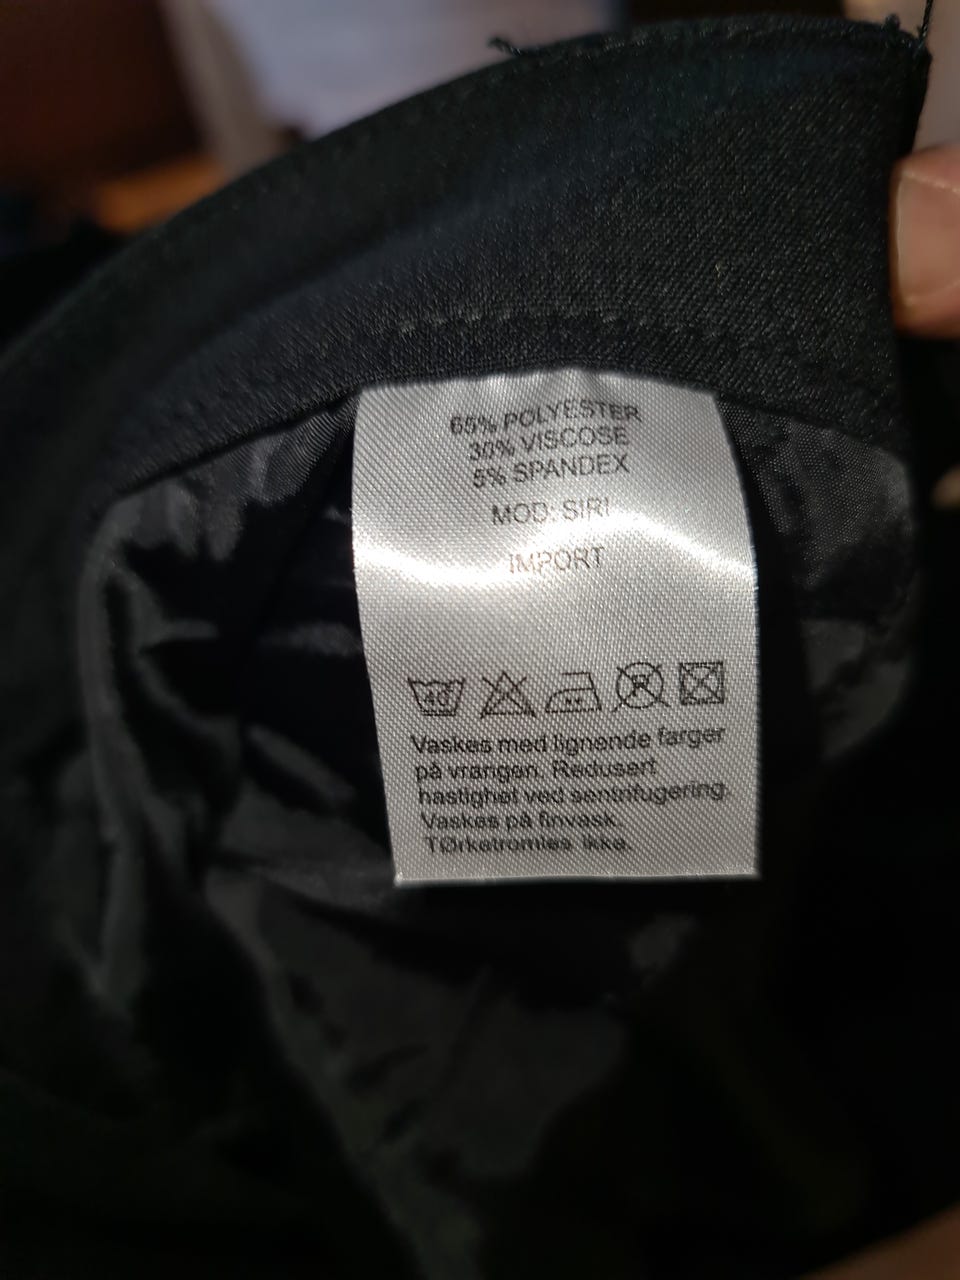 65% POLYESTER
30% VISCOSE
5% SPANDEX
MOD: SIRI
IMPORT
40 P
Vaskes med lignende farger
på vrangen. Redusert
hastighet ved sentrifugering.
Vaskes på finvask.
TØrketromles ikke.